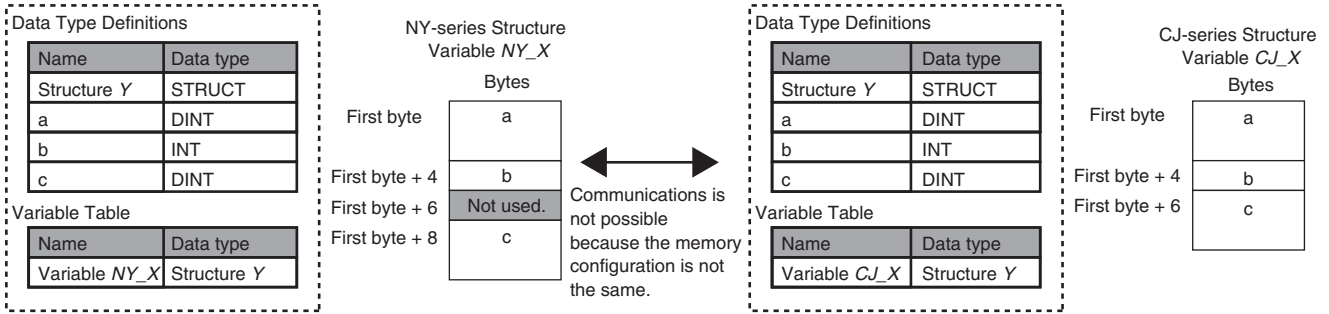 Data Type Definitions
Name Data type
Structure Y STRUCT
a DINT
b INT
c DINT
Variable Table
Name Data type
Variable NY_X Structure Y
NY-series Structure
Variable NY_X
Bytes
First byte a
First byte + 4 b
First byte + 6 Not used.
First byte + 8 c
Communications is
not possible
because the memory
configuration is not
the same.
Data Type Definitions
Name Data type
Structure Y STRUCT
a DINT
b INT
c DINT
Variable Table
Name Data type
Variable CJ_X Structure Y
CJ-series Structure
Variable CJ_X
Bytes
First byte a
First byte + 4 b
First byte + 6 c